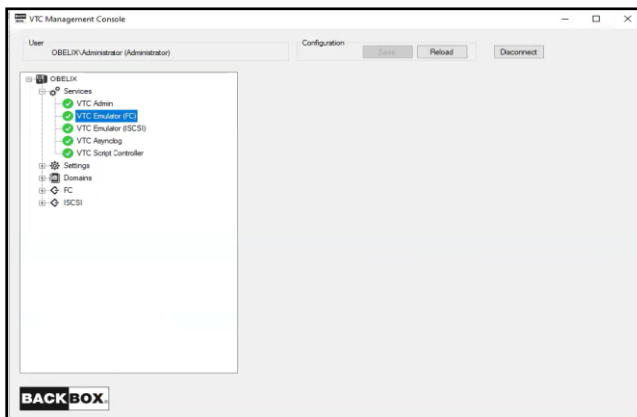 VTC Management Console
User
OBELIX\Administrator (Administrator)
Configuration
Save
Reload
Disconnect
OBELIX
Services
VTC Admin
VTC Emulator (FC)
VTC Emulator (ISCSI)
VTC Asynclog
VTC Script Controller
Settings
Domains
FC
ISCSI
BACKBOX®